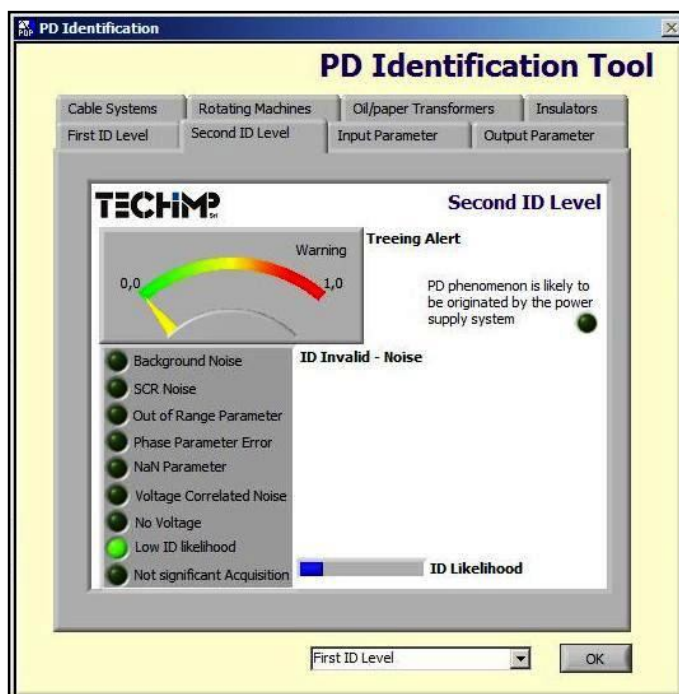 PD Identification
PD Identification Tool
Cable Systems Rotating Machines Oil/paper Transformers Insulators
First ID Level Second ID Level Input Parameter Output Parameter
TECHiMP
Second ID Level
Treeing Alert
Warning
0,0 1,0
PD phenomenon is likely to
be originated by the power
supply system
ID Invalid - Noise
Background Noise
SCR Noise
Out of Range Parameter
Phase Parameter Error
NaN Parameter
Voltage Correlated Noise
No Voltage
Low ID likelihood
Not significant Acquisition
ID Likelihood
First ID Level
OK